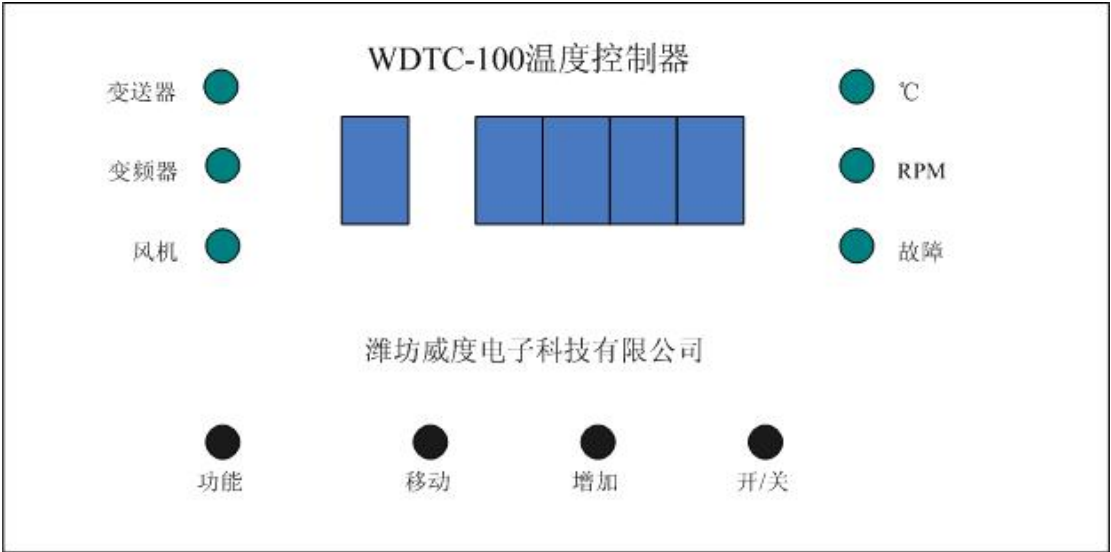 WDTC-100温度控制器
变送器
℃
变频器
RPM
风机
故障
潍坊威度电子科技有限公司
功能
移动
增加
开/关